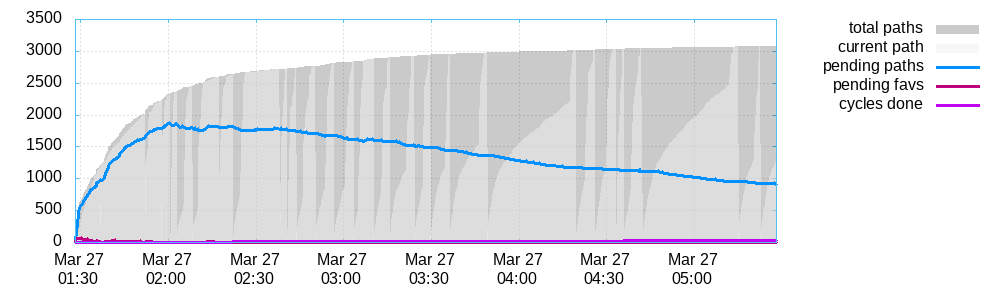 3500
3000
2500
2000
1500
1000
500
0
Mar 27 Mar 27 Mar 27 Mar 27 Mar 27 Mar 27 Mar 27 Mar 27
01:30 02:00 02:30 03:00 03:30 04:00 04:30 05:00
total paths
current path
pending paths
pending favs
cycles done